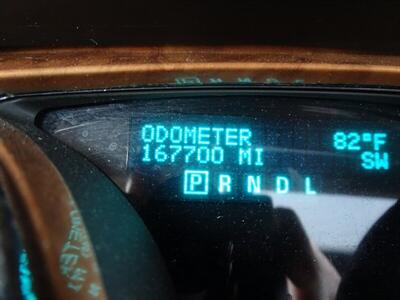 ODOMETER 82°F
167700 MI SW
P R N D L